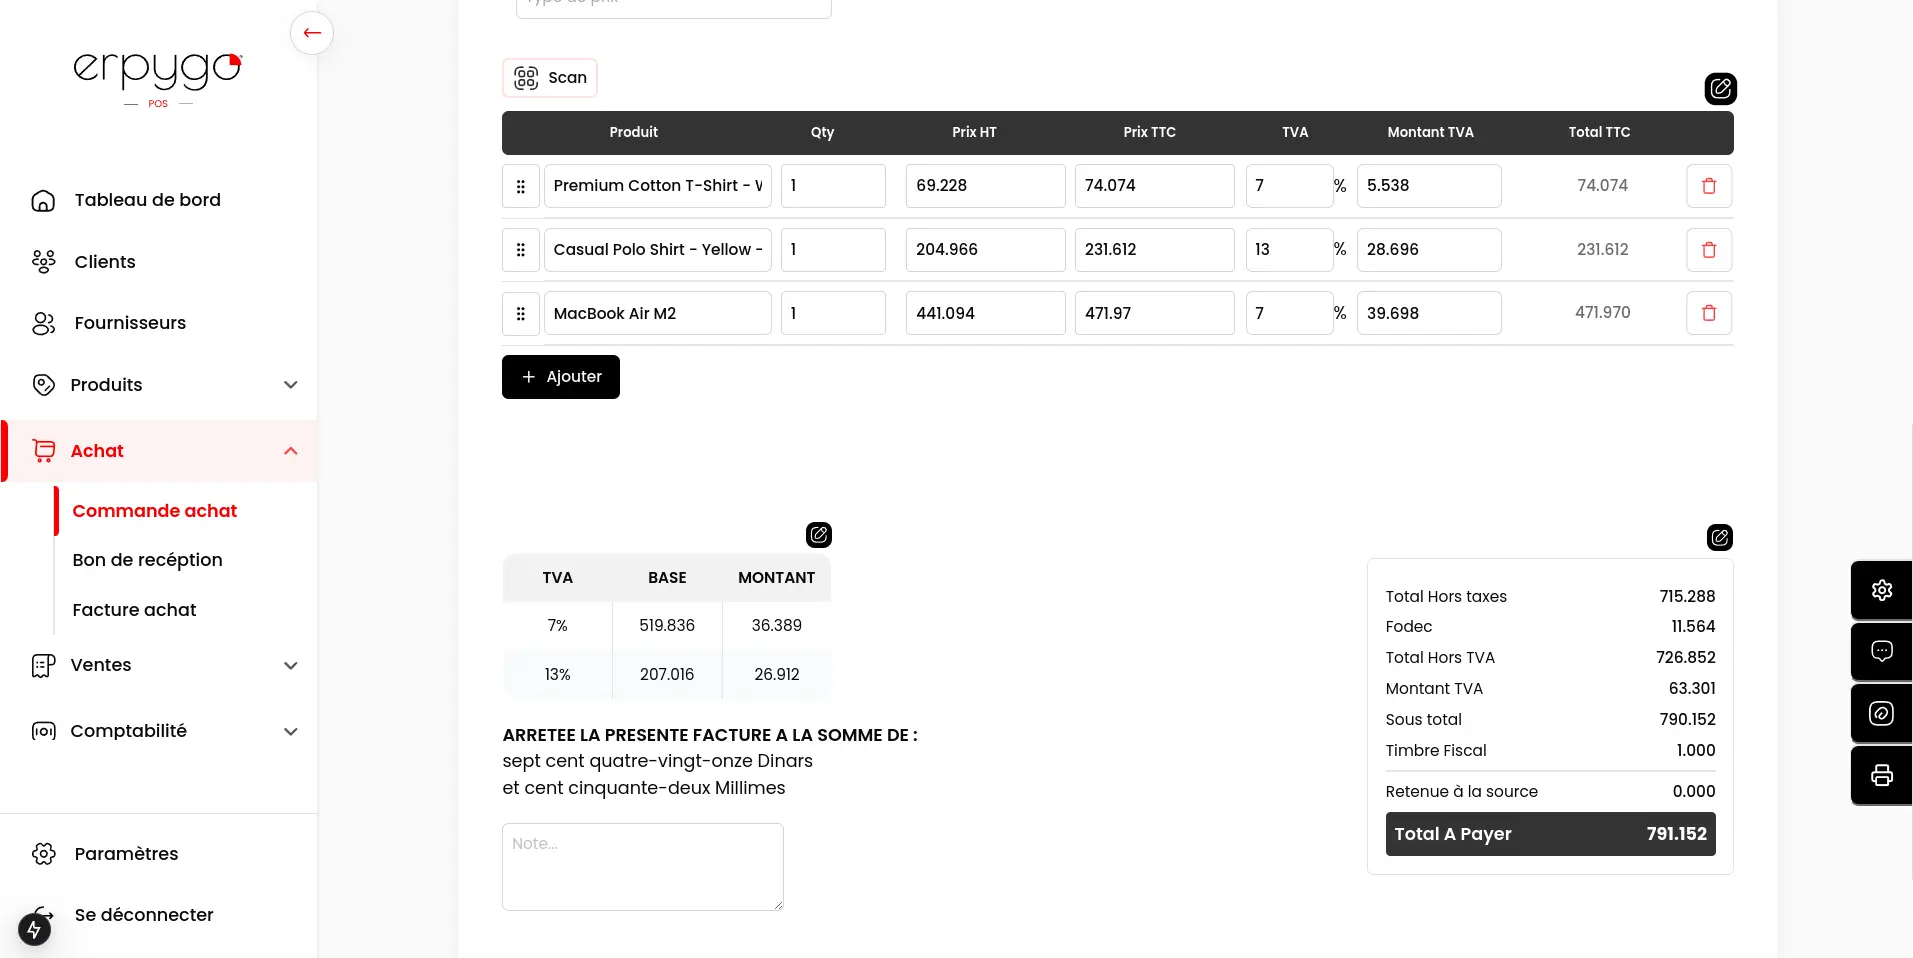 Type de prix
erpygo
POS
Scan
Produit Qty Prix HT Prix TTC TVA Montant TVA Total TTC
Premium Cotton T-Shirt - 1 69.228 74.074 7 % 5.538 74.074
Casual Polo Shirt - Yellow - 1 204.966 231.612 13 % 28.696 231.612
MacBook Air M2 1 441.094 471.97 7 % 39.698 471.970
+ Ajouter
Tableau de bord
Clients
Fournisseurs
Produits
Achat
Commande achat
Bon de recéption
Facture achat
Ventes
Comptabilité
Paramètres
Se déconnecter
TVA BASE MONTANT
7% 519.836 36.389
13% 207.016 26.912
ARRETEE LA PRESENTE FACTURE A LA SOMME DE :
sept cent quatre-vingt-onze Dinars
et cent cinquante-deux Millimes
Note...
Total Hors taxes 715.288
Fodec 11.564
Total Hors TVA 726.852
Montant TVA 63.301
Sous total 790.152
Timbre Fiscal 1.000
Retenue à la source 0.000
Total A Payer 791.152